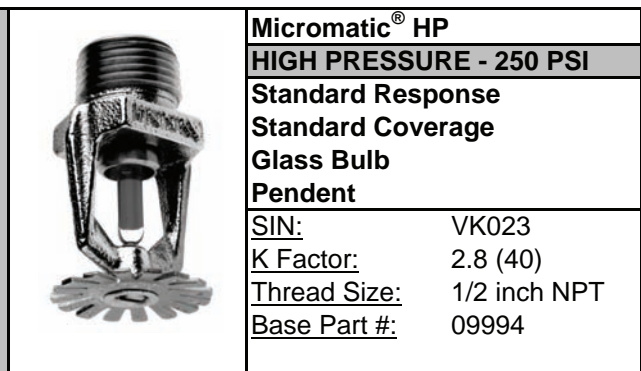 Micromatic® HP
HIGH PRESSURE - 250 PSI
Standard Response
Standard Coverage
Glass Bulb
Pendent
SIN: VK023
K Factor: 2.8 (40)
Thread Size: 1/2 inch NPT
Base Part #: 09994